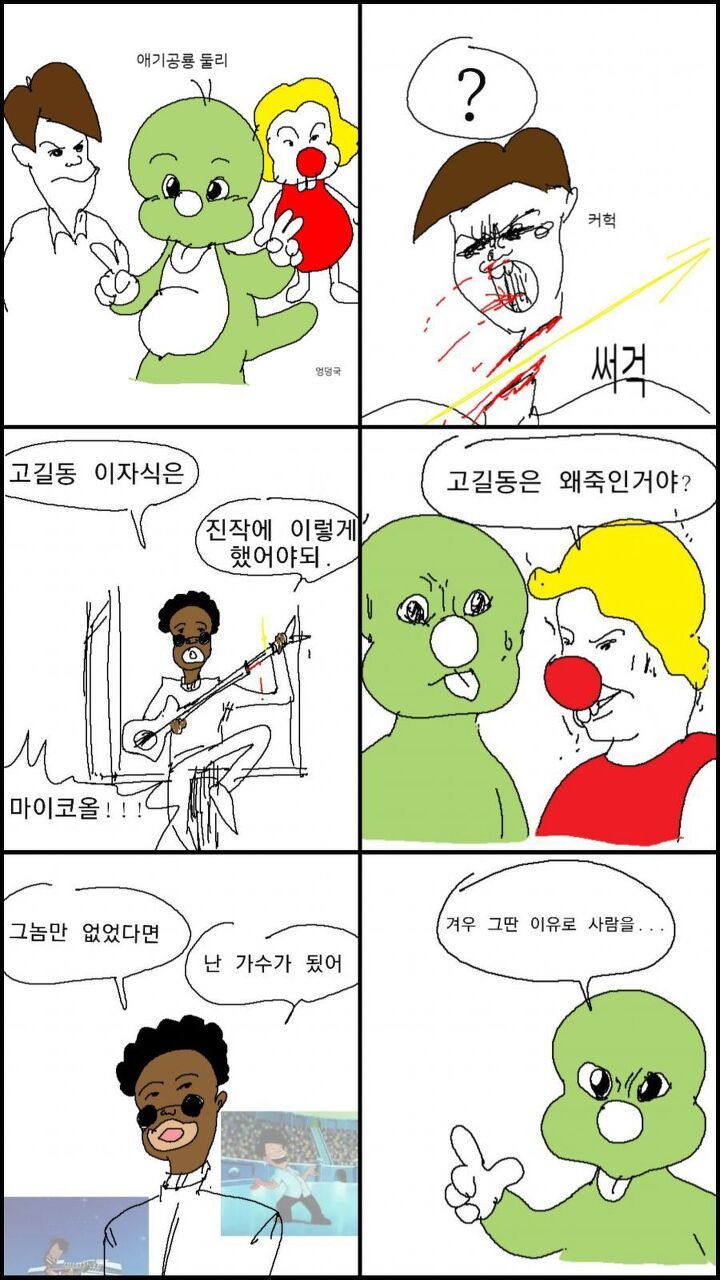 애기공룡 둘리
엉덩국
?
커헉
써걱
고길동 이자식은
진작에 이렇게
했어야되.
마이코올!!!
고길동은 왜죽인거야?
그놈만 없었다면
난 가수가 됬어
겨우 그딴 이유로 사람을...